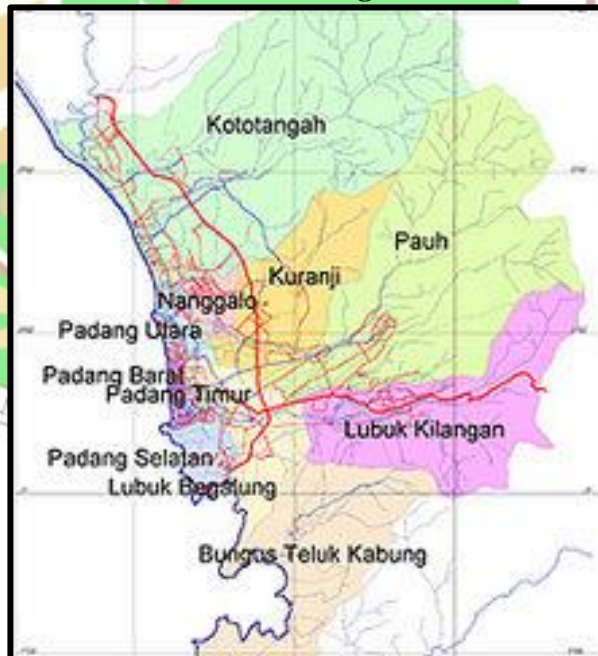 Kototangah
Pauh
Kuranji
Nanggalo
Padang Utara
Padang Barat
Padang Timur
Lubuk Kilangan
Padang Selatan
Lubuk Begalung
Bungus Teluk Kabung